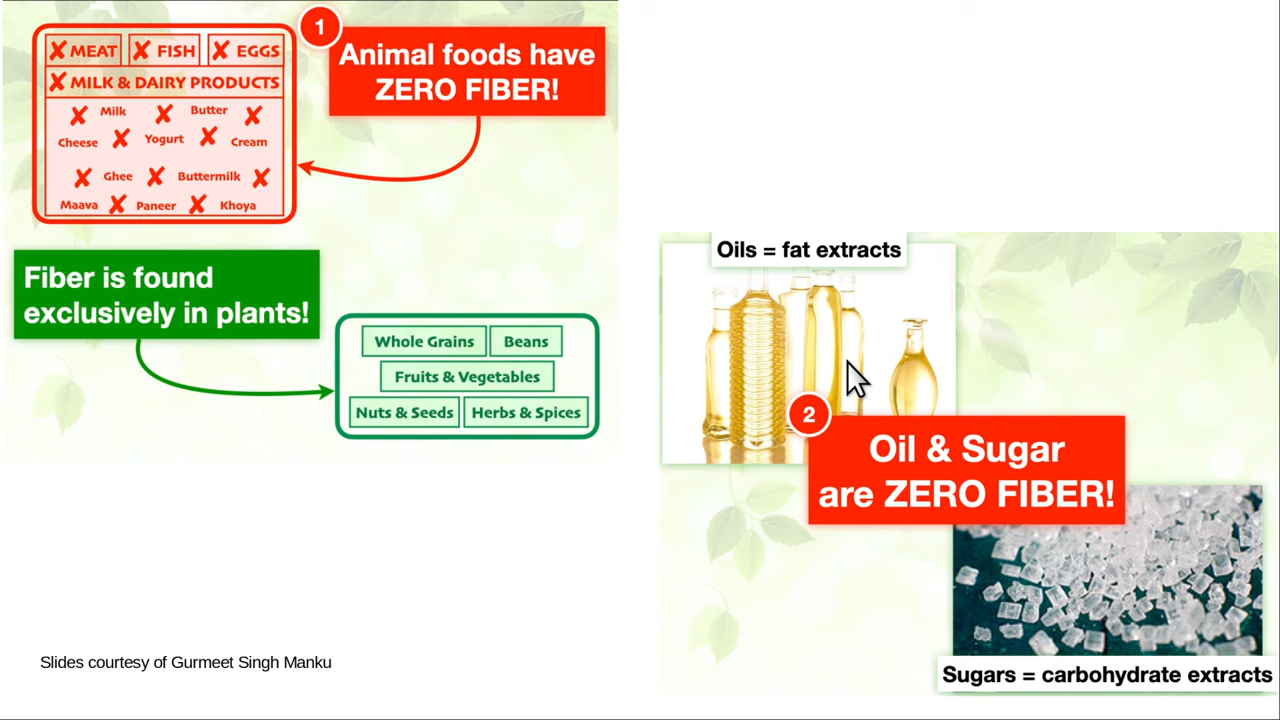 1
Animal foods have
ZERO FIBER!
✘ MEAT ✘ FISH ✘ EGGS
✘ MILK & DAIRY PRODUCTS
✘ Milk ✘ Butter ✘
Cheese ✘ Yogurt ✘ Cream
✘ Ghee ✘ Buttermilk ✘
Maava ✘ Paneer ✘ Khoya
Fiber is found
exclusively in plants!
Whole Grains Beans
Fruits & Vegetables
Nuts & Seeds Herbs & Spices
Oils = fat extracts
2
Oil & Sugar
are ZERO FIBER!
Sugars = carbohydrate extracts
Slides courtesy of Gurmeet Singh Manku